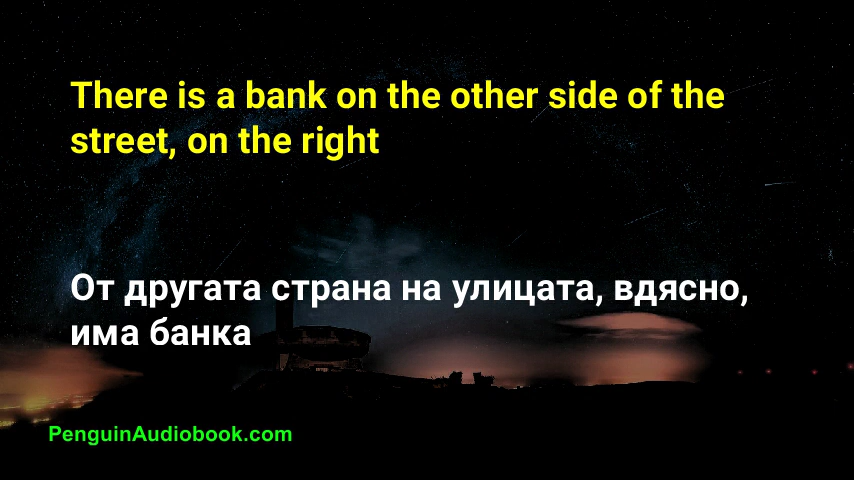 There is a bank on the other side of the
street, on the right
От другата страна на улицата, вдясно,
има банка
PenguinAudiobook.com